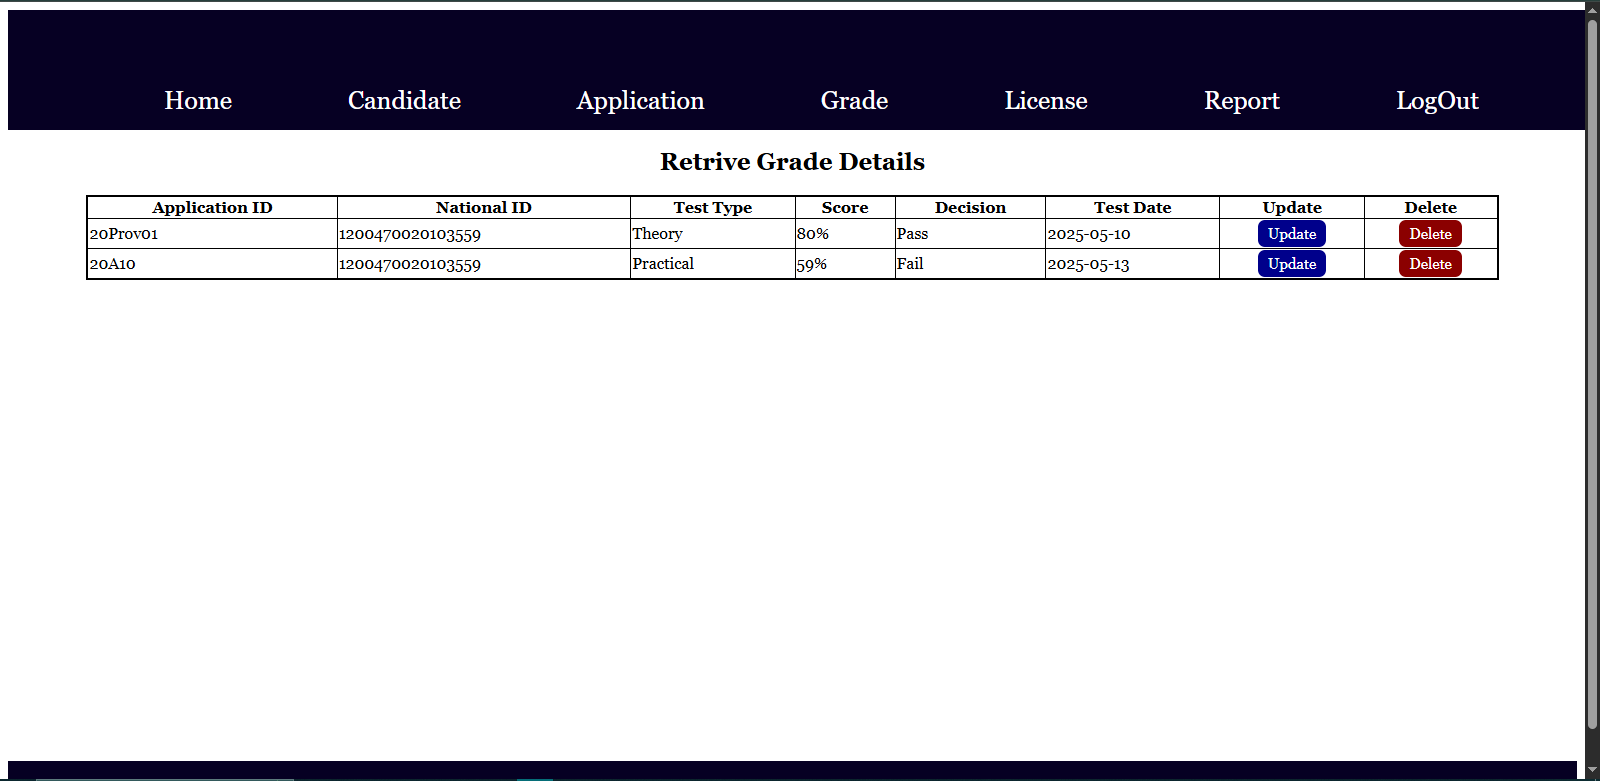 Home Candidate Application Grade License Report LogOut
Retrive Grade Details
Application ID National ID Test Type Score Decision Test Date Update Delete
20Prov01 1200470020103559 Theory 80% Pass 2025-05-10 Update Delete
20A10 1200470020103559 Practical 59% Fail 2025-05-13 Update Delete